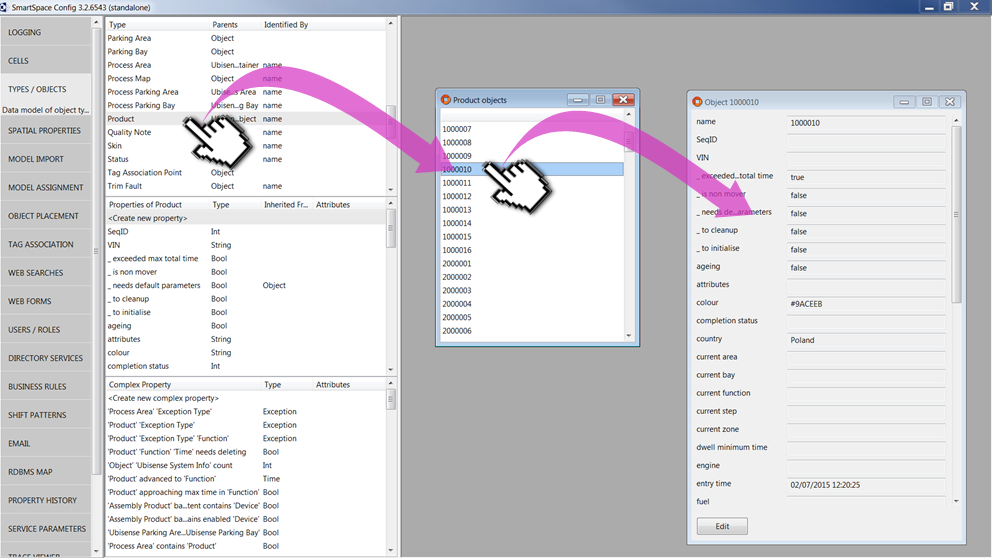 SmartSpace Config 3.2.6543 (standalone)
LOGGING
CELLS
TYPES / OBJECTS
Data model of object ty...
SPATIAL PROPERTIES
MODEL IMPORT
MODEL ASSIGNMENT
OBJECT PLACEMENT
TAG ASSOCIATION
WEB SEARCHES
WEB FORMS
USERS / ROLES
DIRECTORY SERVICES
BUSINESS RULES
SHIFT PATTERNS
EMAIL
RDBMS MAP
PROPERTY HISTORY
SERVICE PARAMETERS
TRACE VIEWER
Type Parents Identified By
Parking Area Object
Parking Bay Object
Process Area Ubisen...tainer name
Process Map Object name
Process Parking Area Ubise...s Area name
Process Parking Bay Ubisen...g Bay name
Product name
Quality Note name
Skin name
Status name
Tag Association Point Object
Trim Fault Object name
Properties of Product Type Inherited Fr... Attributes
<Create new property>
SeqID Int
VIN String
_ exceeded max total time Bool
_ is non mover Bool
_ needs default parameters Bool Object
_ to cleanup Bool
_ to initialise Bool
ageing Bool
attributes String
colour String
completion status Int
Complex Property Type Attributes
<Create new complex property>
'Process Area' 'Exception Type' Exception
'Product' 'Exception Type' Exception
'Product' 'Exception Type' 'Function' Exception
'Product' 'Function' 'Time' needs deleting Bool
'Object' 'Ubisense System Info' count Int
'Product' advanced to 'Function' Time
'Product' approaching max time in 'Function' Bool
'Assembly Product' ba...tent contains 'Device' Bool
'Assembly Product' ba...ains enabled 'Device' Bool
'Ubisense Parking Are...Ubisense Parking Bay' Bool
'Process Area' contains 'Product' Bool
Product objects
1000007
1000008
1000009
1000010
1000011
1000012
1000013
1000014
1000015
1000016
2000001
2000002
2000003
2000004
2000005
2000006
Object 1000010
name 1000010
SeqID
VIN
_ exceeded...total time true
_ is non mover false
_ needs de...arameters false
_ to cleanup false
_ to initialise false
ageing false
attributes
colour #9ACEEB
completion status
country Poland
current area
current bay
current function
current step
current zone
dwell minimum time
engine
entry time 02/07/2015 12:20:25
fuel
Edit